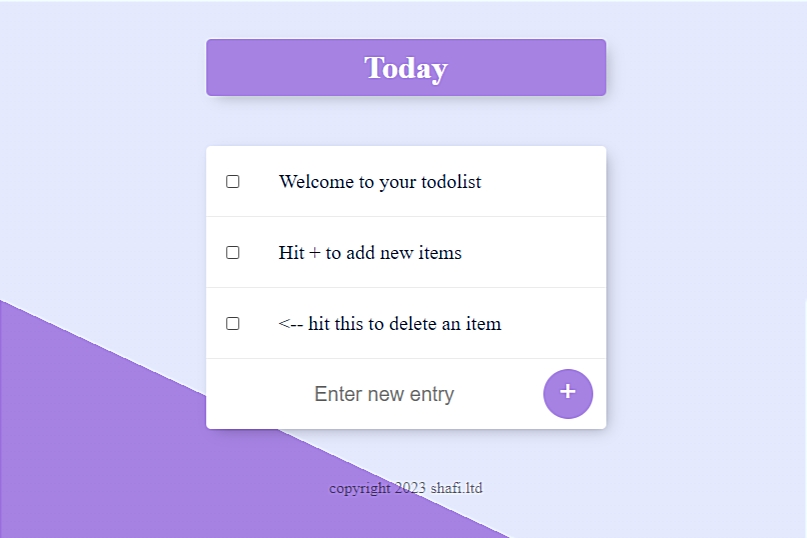 Today
Welcome to your todolist
Hit + to add new items
<-- hit this to delete an item
Enter new entry
+
copyright 2023 shafi.ltd